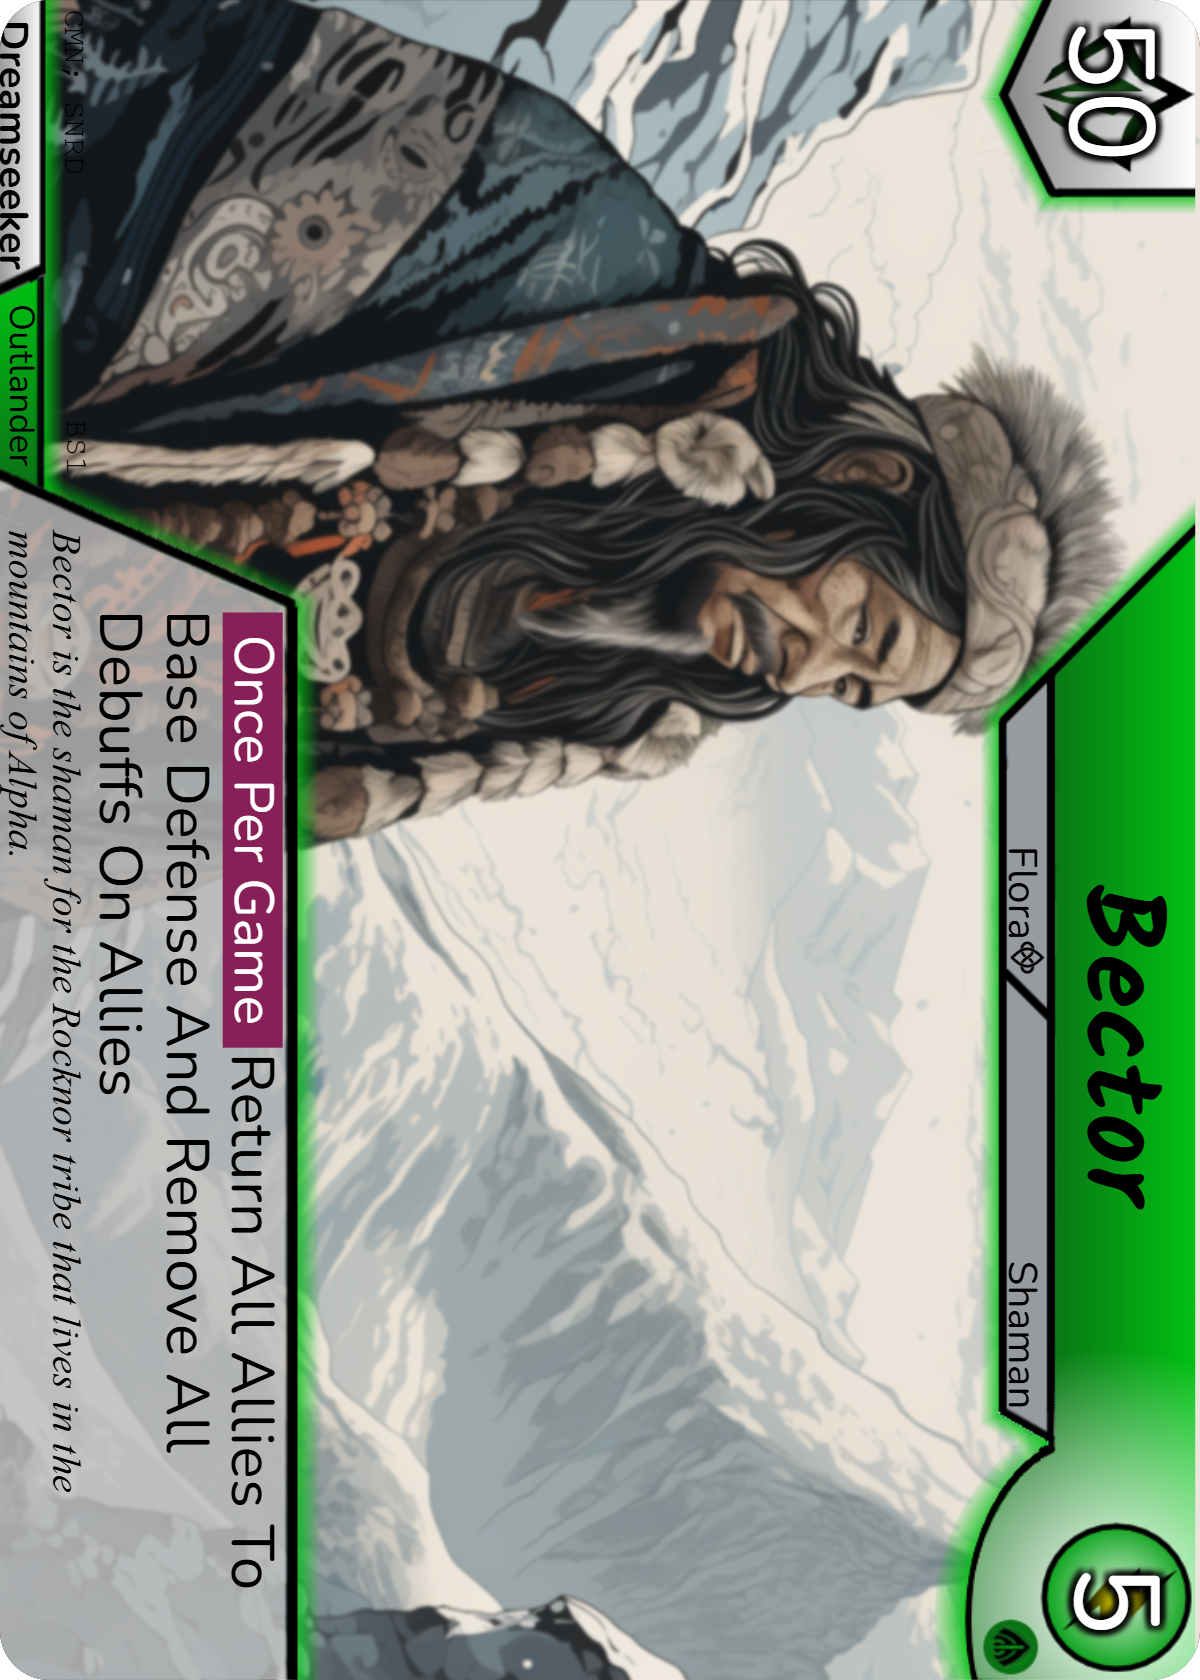 50
Bector
5
Flora
Shaman
Once Per Game Return All Allies To
Base Defense And Remove All
Debuffs On Allies
Bector is the shaman for the Rocknor tribe that lives in the
mountains of Alpha.
CMN; SNRD
BS1
Dreamseeker
Outlander